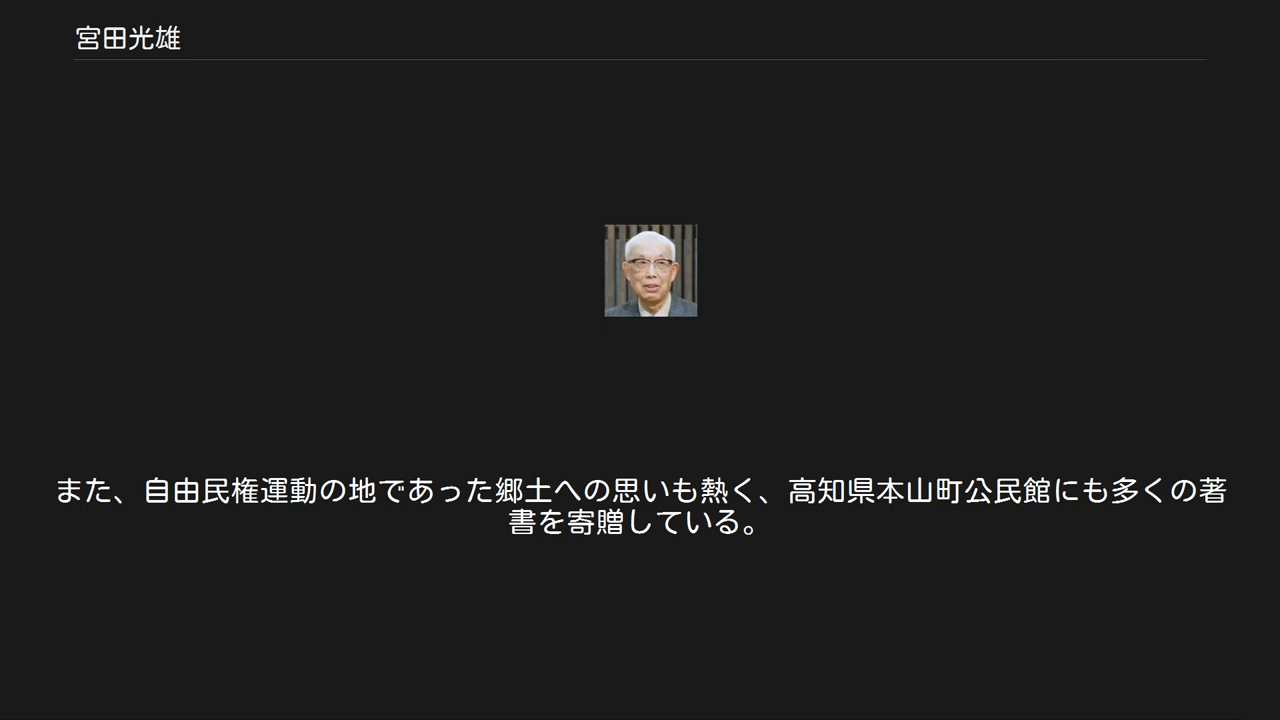 宮田光雄
また、自由民権運動の地であった郷土への思いも熱く、高知県本山町公民館にも多くの著
書を寄贈している。